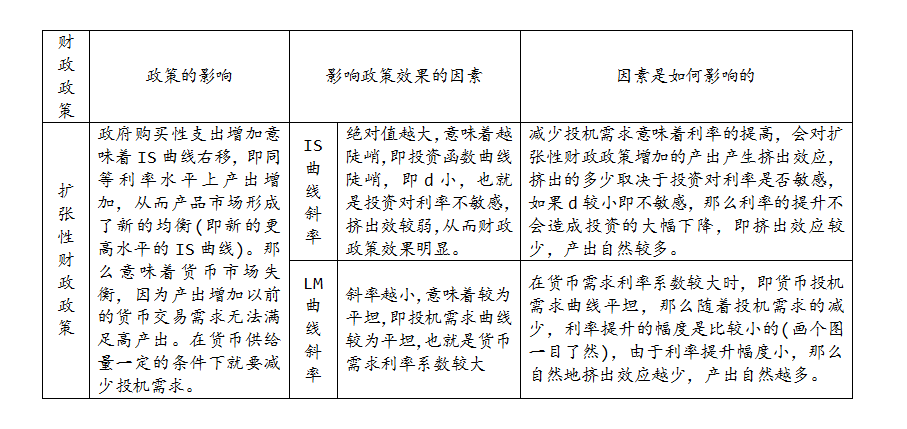 财
政
政
策
政策的影响
影响政策效果的因素
因素是如何影响的
扩
张
性
财
政
政
策
政府购买性支出增加意
味着IS曲线右移，即同
等利率水平上产出增
加，从而产品市场形成
了新的均衡(即新的更
高水平的IS曲线)。那
么意味着货币市场失
衡，因为产出增加以前
的货币交易需求无法满
足高产出。在货币供给
量一定的条件下就要减
少投机需求。
IS
曲
线
斜
率
绝对值越大,意味着越
陡峭,即投资函数曲线
陡峭，即d小，也就
是投资对利率不敏感,
挤出效较弱,从而财政
政策效果明显。
减少投机需求意味着利率的提高，会对扩
张性财政政策增加的产出产生挤出效应，
挤出的多少取决于投资对利率是否敏感，
如果d较小即不敏感，那么利率的提升不
会造成投资的大幅下降，即挤出效应较
少，产出自然较多。
LM
曲
线
斜
率
斜率越小,意味着较为
平坦,即投机需求曲线
较为平坦,也就是货币
需求利率系数较大
在货币需求利率系数较大时，即货币投机
需求曲线平坦，那么随着投机需求的减
少，利率提升的幅度是比较小的(画个图
一目了然)，由于利率提升幅度小，那么
自然地挤出效应越少，产出自然越多。